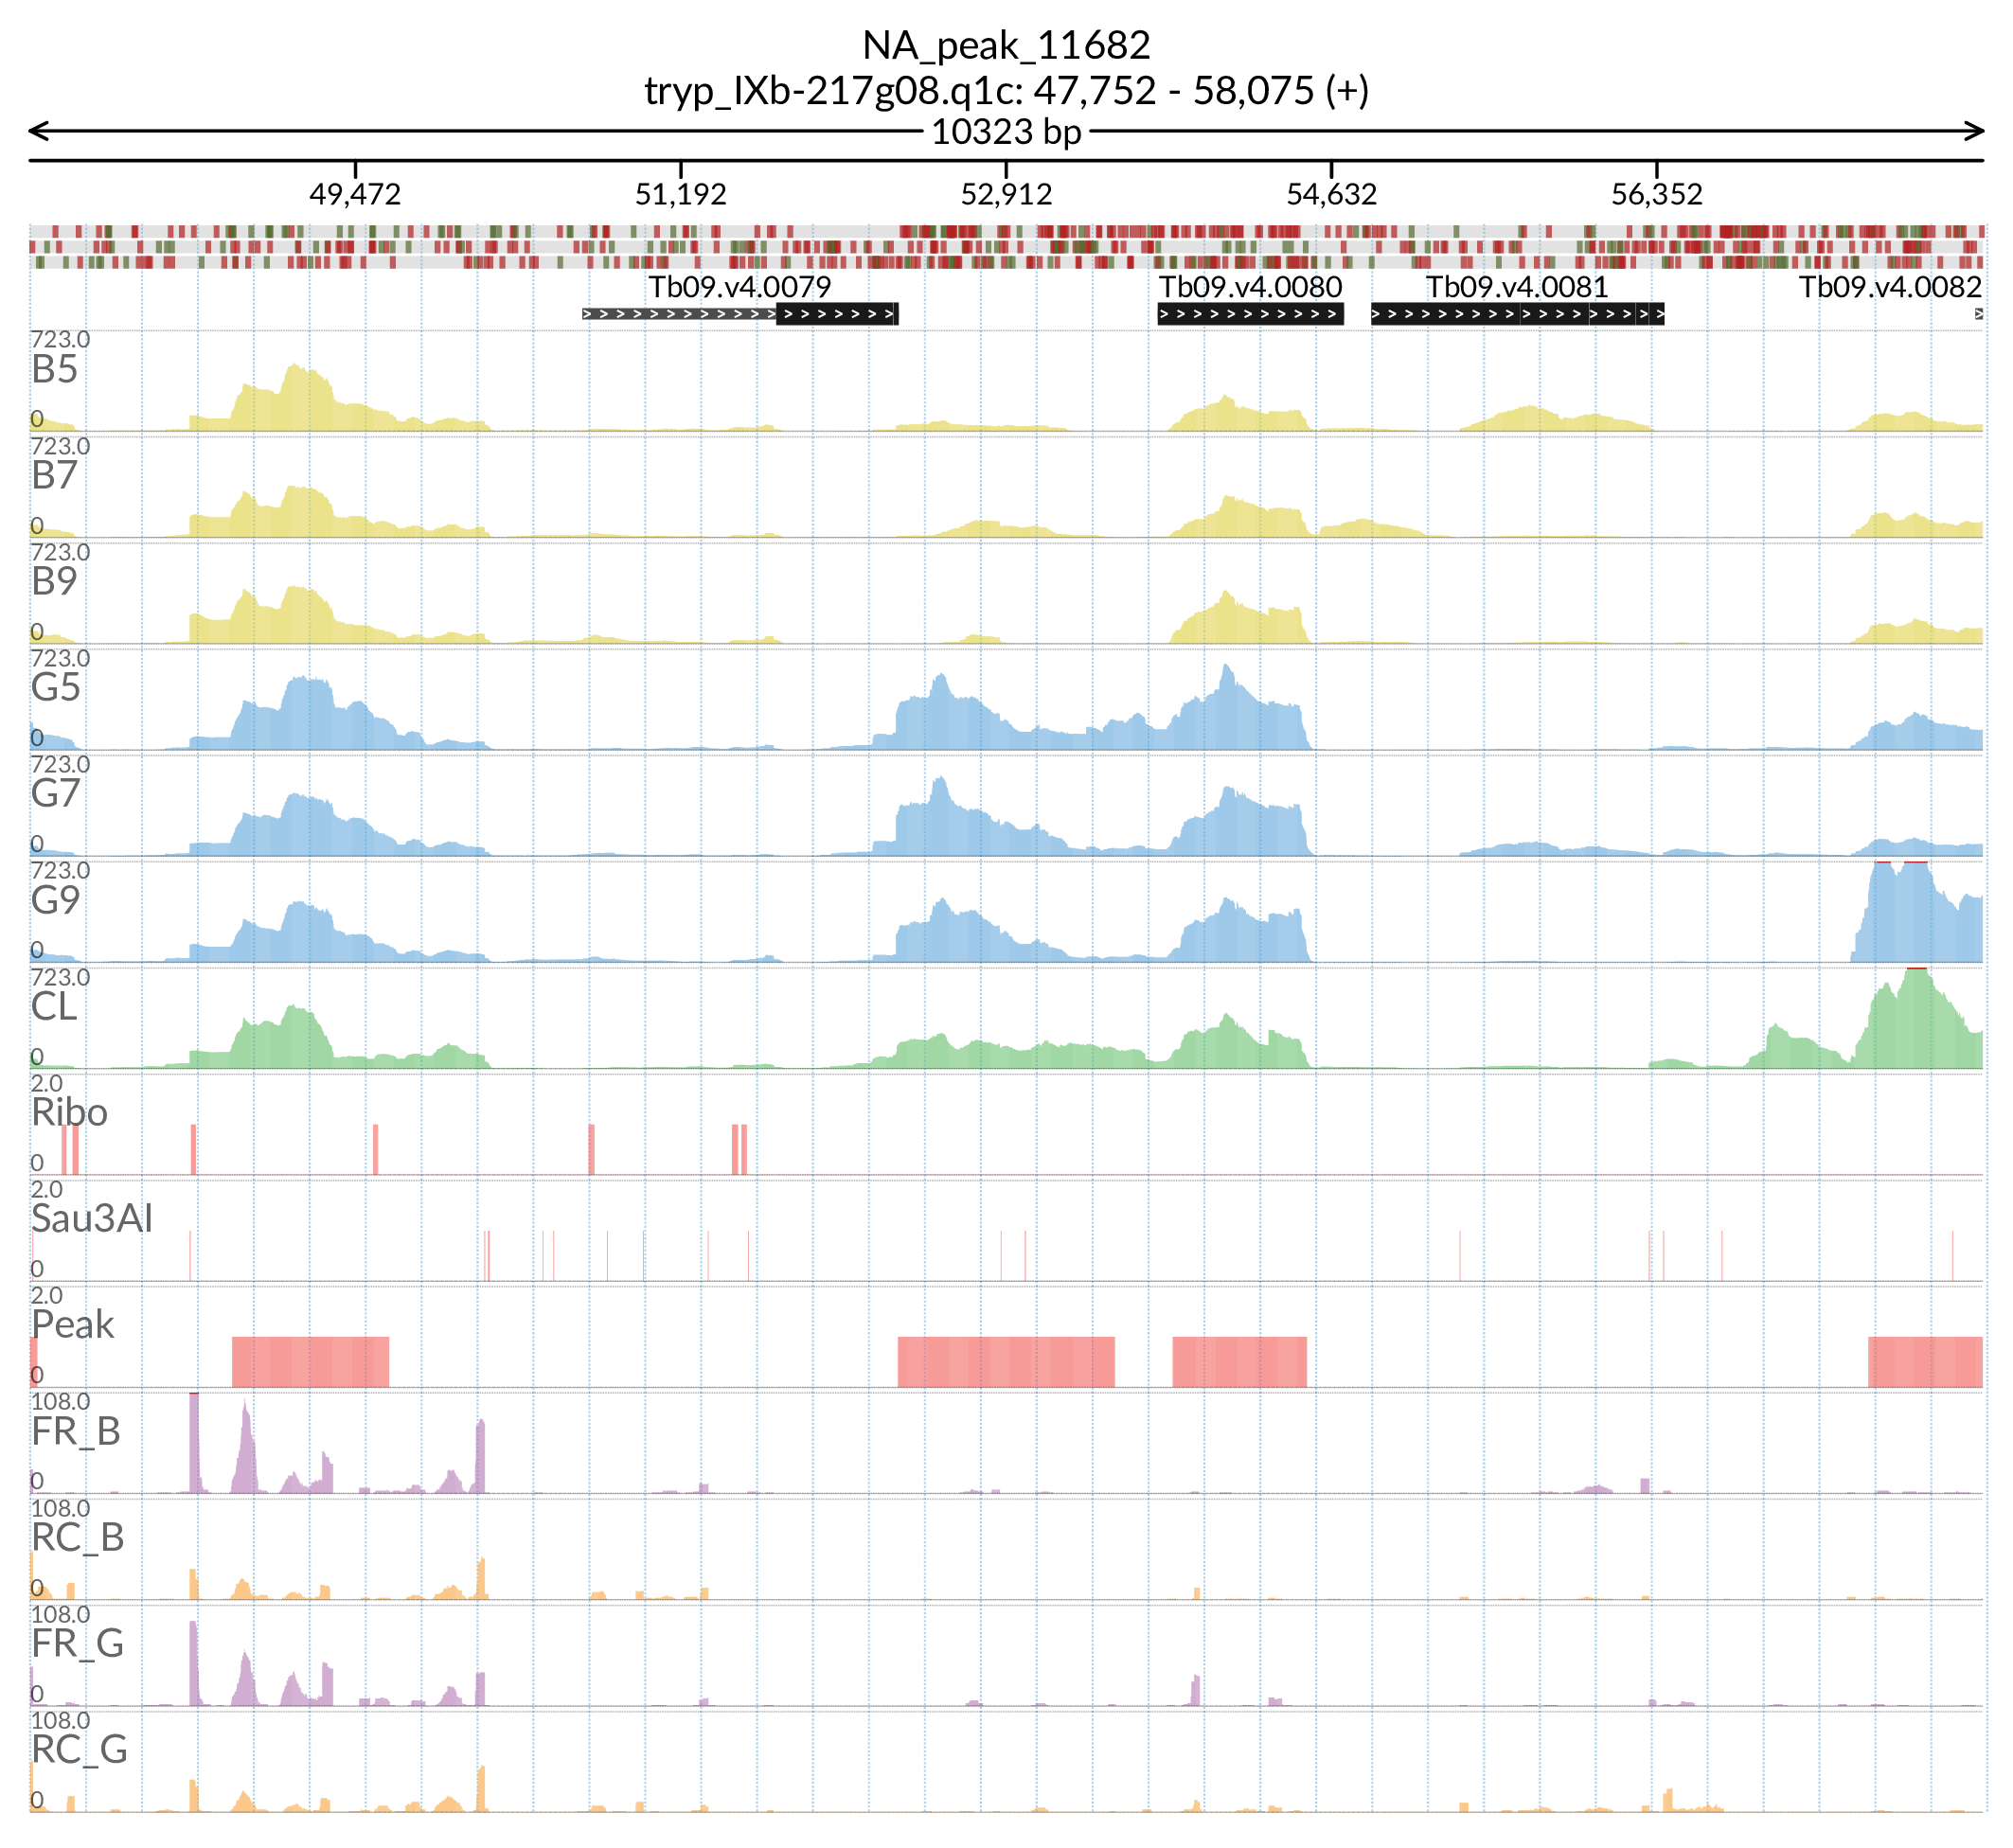 NA_peak_11682
tryp_IXb-217g08.q1c: 47,752 - 58,075 (+)
10323 bp
49,472 51,192 52,912 54,632 56,352
Tb09.v4.0079 Tb09.v4.0080 Tb09.v4.0081 Tb09.v4.0082
723.0
B5
0
723.0
B7
0
723.0
B9
0
723.0
G5
0
723.0
G7
0
723.0
G9
0
723.0
CL
0
2.0
Ribo
0
2.0
Sau3AI
0
2.0
Peak
0
108.0
FR_B
0
108.0
RC_B
0
108.0
FR_G
0
108.0
RC_G
0